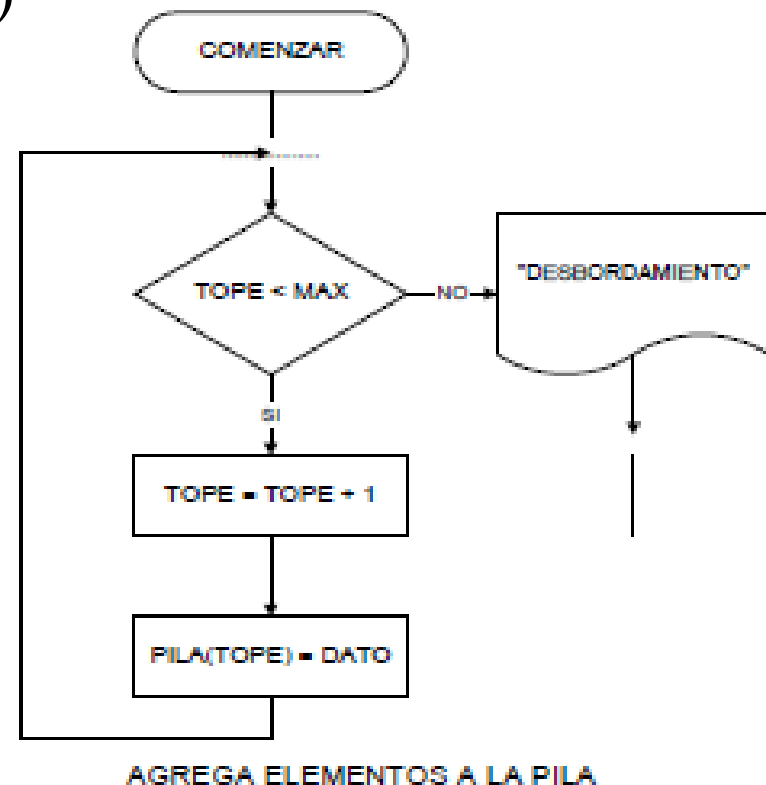 )
COMENZAR
TOPE < MAX
NO
"DESBORDAMIENTO"
SI
TOPE = TOPE + 1
PILA(TOPE) = DATO
AGREGA ELEMENTOS A LA PILA